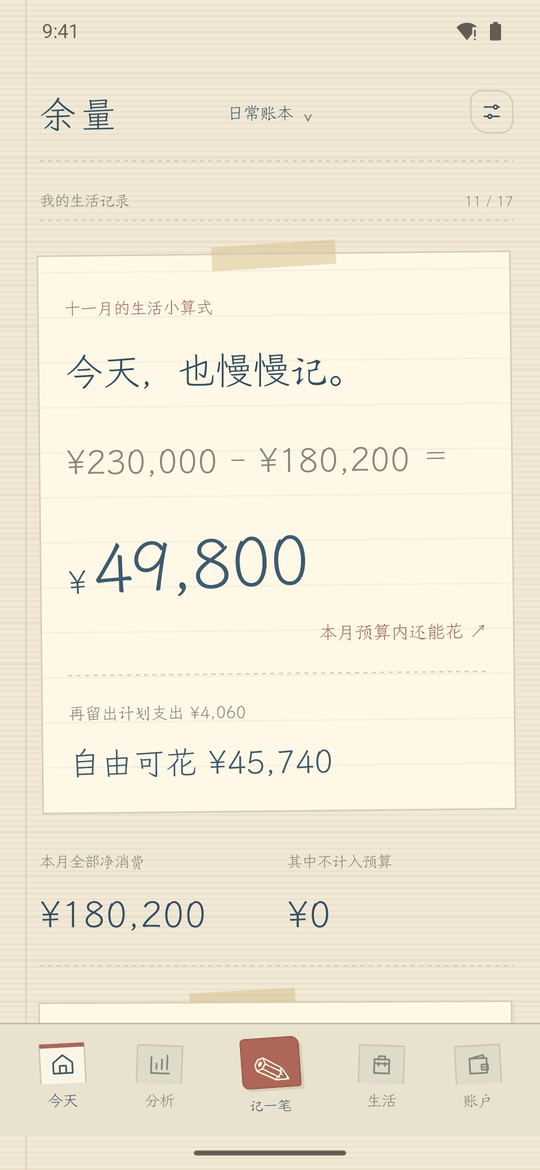 9:41
余量
日常账本
我的生活记录 11 / 17
十一月的生活小算式
今天，也慢慢记。
¥230,000 − ¥180,200 =
¥49,800
本月预算内还能花 ↗
再留出计划支出 ¥4,060
自由可花 ¥45,740
本月全部净消费 其中不计入预算
¥180,200 ¥0
今天 分析 记一笔 生活 账户